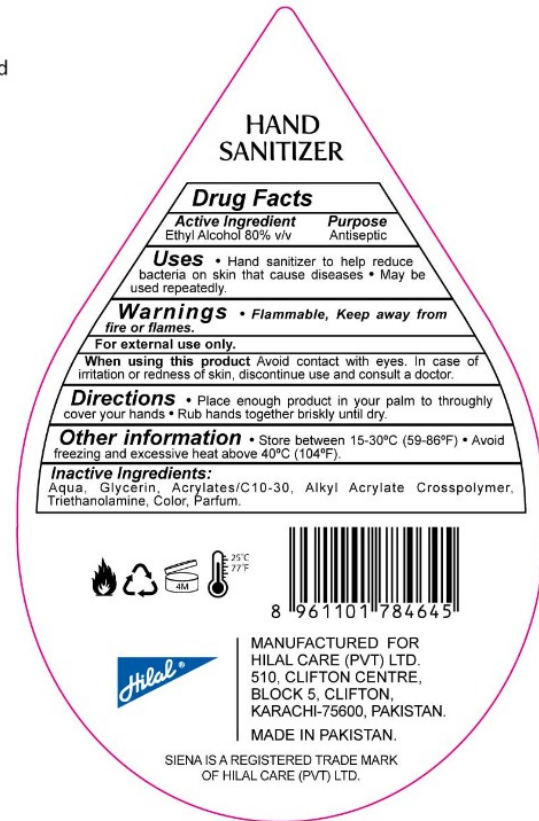 d
HAND
SANITIZER
Drug Facts
Active Ingredient Purpose
Ethyl Alcohol 80% v/v Antiseptic
Uses • Hand sanitizer to help reduce
bacteria on skin that cause diseases • May be
used repeatedly.
Warnings • Flammable, Keep away from
fire or flames.
For external use only.
When using this product Avoid contact with eyes. In case of
irritation or redness of skin, discontinue use and consult a doctor.
Directions • Place enough product in your palm to throughly
cover your hands • Rub hands together briskly until dry.
Other information • Store between 15-30ºC (59-86ºF) • Avoid
freezing and excessive heat above 40ºC (104ºF).
Inactive Ingredients:
Aqua, Glycerin, Acrylates/C10-30, Alkyl Acrylate Crosspolymer,
Triethanolamine, Color, Parfum.
4M
25°C
77°F
8 961101 784645
Hilal®
MANUFACTURED FOR
HILAL CARE (PVT) LTD.
510, CLIFTON CENTRE,
BLOCK 5, CLIFTON,
KARACHI-75600, PAKISTAN.
MADE IN PAKISTAN.
SIENA IS A REGISTERED TRADE MARK
OF HILAL CARE (PVT) LTD.